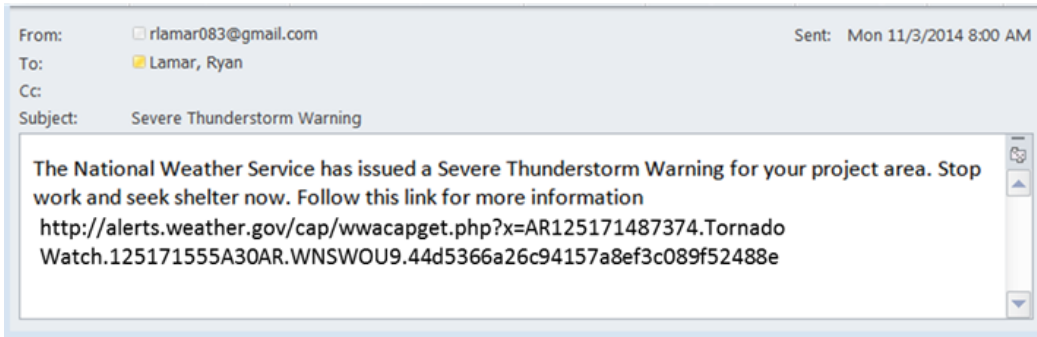 From: rlamar083@gmail.com Sent: Mon 11/3/2014 8:00 AM
To: Lamar, Ryan
Cc:
Subject: Severe Thunderstorm Warning
The National Weather Service has issued a Severe Thunderstorm Warning for your project area. Stop
work and seek shelter now. Follow this link for more information
http://alerts.weather.gov/cap/wwacapget.php?x=AR125171487374.Tornado
Watch.125171555A30AR.WNSWOU9.44d5366a26c94157a8ef3c089f52488e